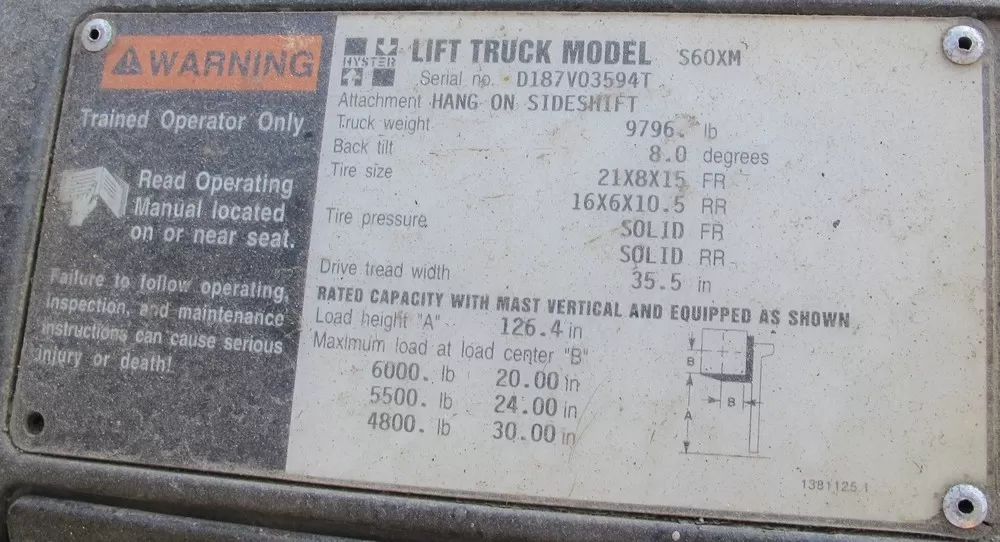 WARNING
Trained Operator Only
Read Operating
Manual located
on or near seat.
Failure to follow operating,
inspection, and maintenance
instructions can cause serious
injury or death!
HYSTER
LIFT TRUCK MODEL S60XM
Serial no. D187V03594T
Attachment HANG ON SIDESHIFT
Truck weight 9796. lb
Back tilt 8.0 degrees
Tire size 21X8X15 FR
16X6X10.5 RR
Tire pressure SOLID FR
SOLID RR
Drive tread width 35.5 in
RATED CAPACITY WITH MAST VERTICAL AND EQUIPPED AS SHOWN
Load height "A" 126.4 in
Maximum load at load center "B"
6000. lb 20.00 in
5500. lb 24.00 in
4800. lb 30.00 in
B
B
A
1381125 1